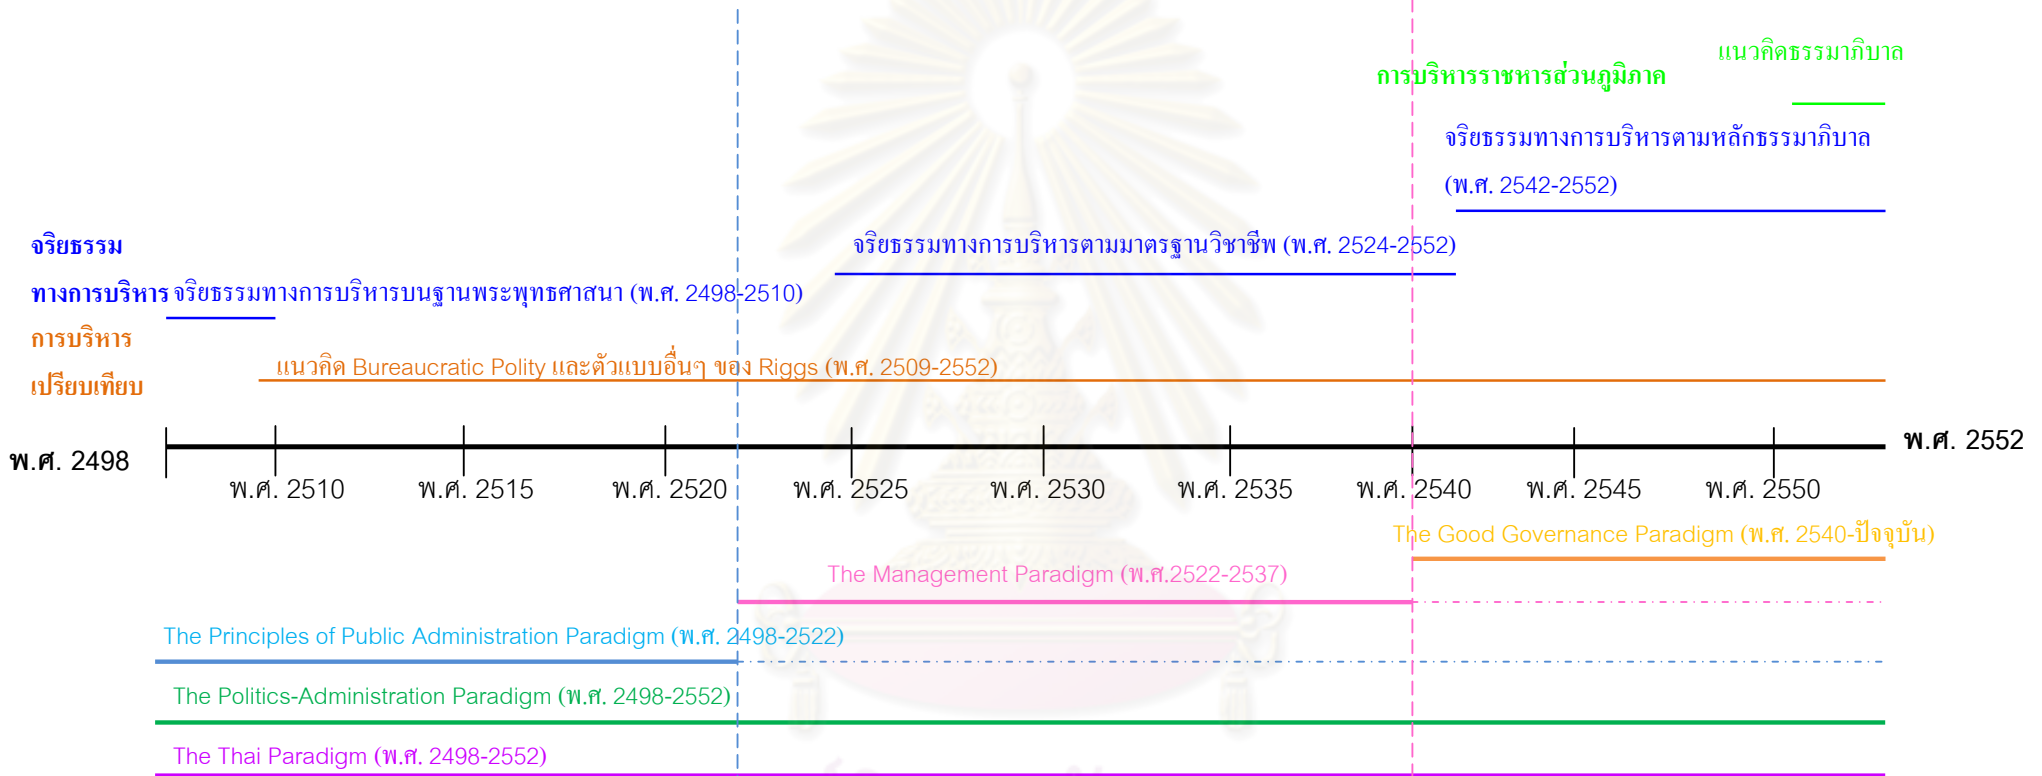 แนวคิดธรรมาภิบาล
การบริหารราชหารส่วนภูมิภาค
จริยธรรมทางการบริหารตามหลักธรรมาภิบาล
(พ.ศ. 2542-2552)
จริยธรรม
จริยธรรมทางการบริหารตามมาตรฐานวิชาชีพ (พ.ศ. 2524-2552)
ทางการบริหาร
จริยธรรมทางการบริหารบนฐานพระพุทธศาสนา (พ.ศ. 2498-2510)
การบริหาร
เปรียบเทียบ
แนวคิด Bureaucratic Polity และตัวแบบอื่นๆ ของ Riggs (พ.ศ. 2509-2552)
พ.ศ. 2498
พ.ศ. 2552
พ.ศ. 2510
พ.ศ. 2515
พ.ศ. 2520
พ.ศ. 2525
พ.ศ. 2530
พ.ศ. 2535
พ.ศ. 2540
พ.ศ. 2545
พ.ศ. 2550
The Good Governance Paradigm (พ.ศ. 2540-ปัจจุบัน)
The Management Paradigm (พ.ศ.2522-2537)
The Principles of Public Administration Paradigm (พ.ศ. 2498-2522)
The Politics-Administration Paradigm (พ.ศ. 2498-2552)
The Thai Paradigm (พ.ศ. 2498-2552)